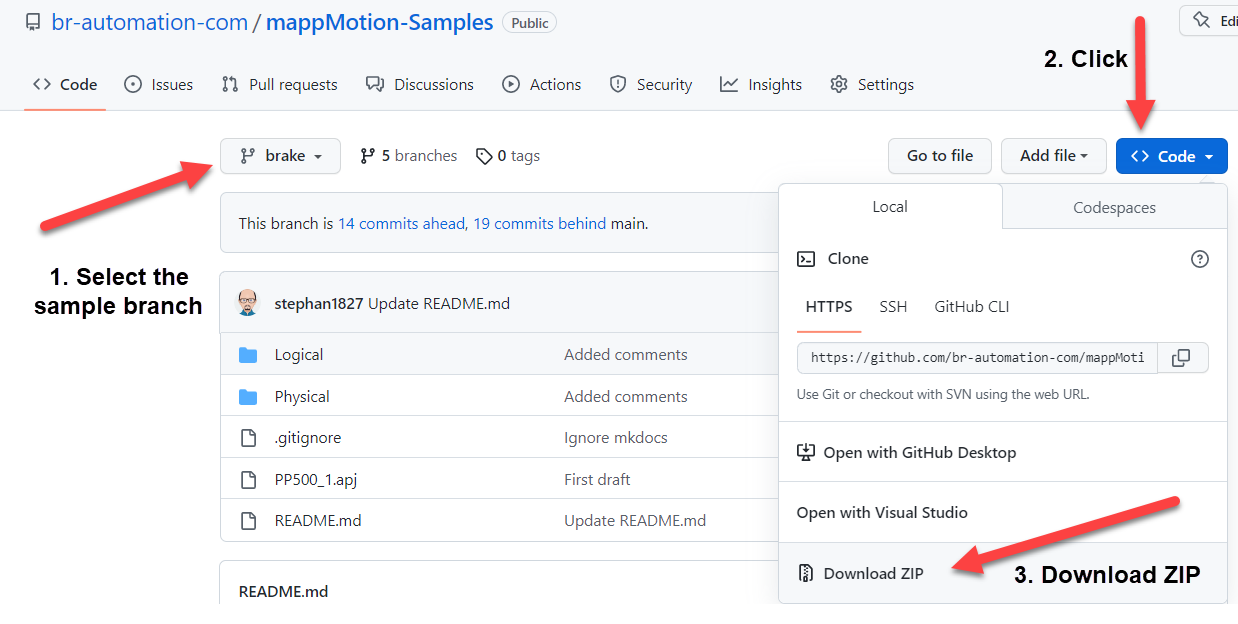 br-automation-com / mappMotion-Samples Public
Edi
2. Click
Code Issues Pull requests Discussions Actions Security Insights Settings
brake 5 branches 0 tags Go to file Add file Code
1. Select the
sample branch
This branch is 14 commits ahead, 19 commits behind main.
stephan1827 Update README.md
Logical Added comments
Physical Added comments
.gitignore Ignore mkdocs
PP500_1.apj First draft
README.md Update README.md
README.md
Local Codespaces
Clone
HTTPS SSH GitHub CLI
https://github.com/br-automation-com/mappMoti
Use Git or checkout with SVN using the web URL.
Open with GitHub Desktop
Open with Visual Studio
Download ZIP
3. Download ZIP